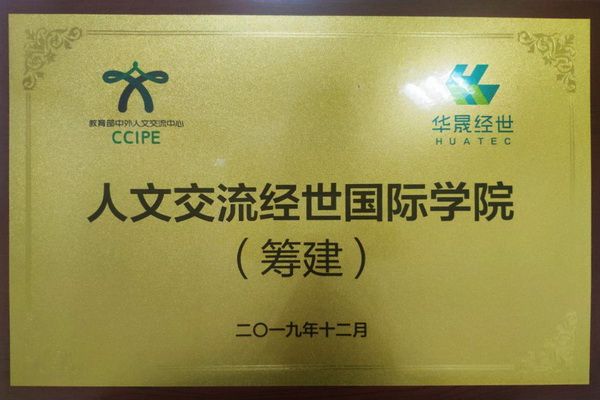 教育部中外人文交流中心
CCIPE
华晟经世
HUATEC
人文交流经世国际学院
（筹建）
二〇一九年十二月